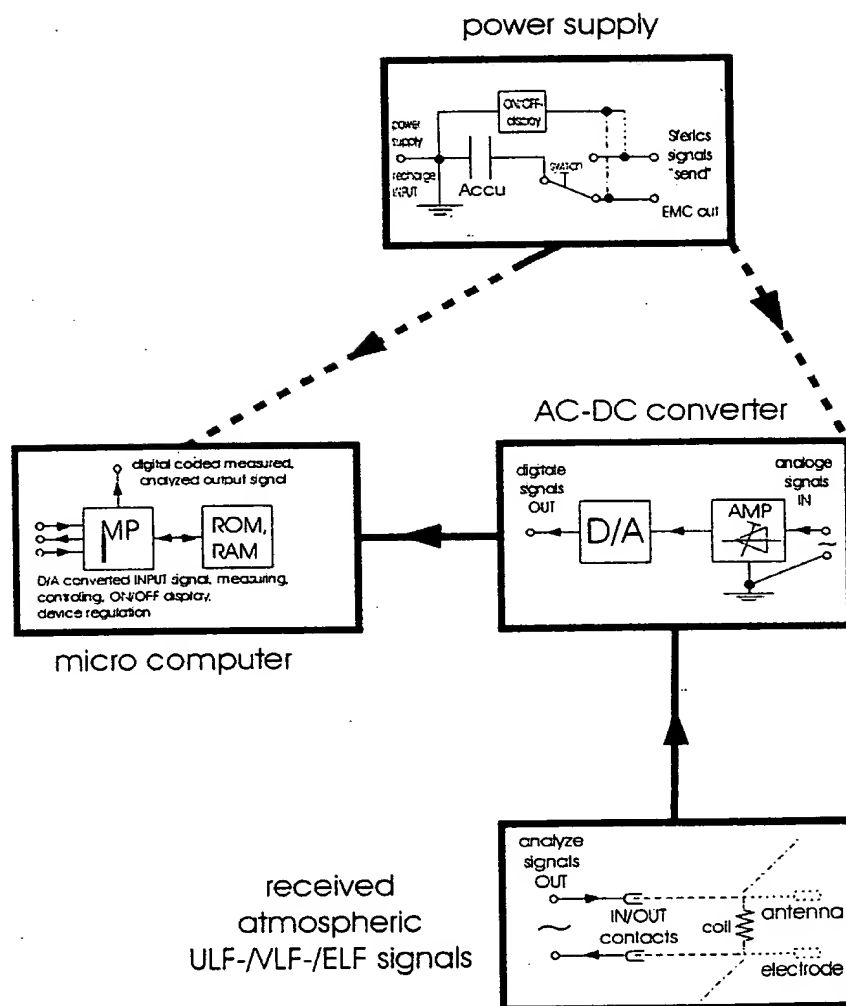 power supply
ON/OFF-
display
power
supply
recharge
INPUT
Accu
switch
Sferics
signals
"send"
EMC out
AC-DC converter
digital coded measured,
analyzed output signal
MP
ROM,
RAM
D/A converted INPUT signal, measuring,
controling, ON/OFF display,
device regulation
micro computer
digitale
signals
OUT
D/A
AMP
analoge
signals
IN
~
received
atmospheric
ULF-/VLF-/ELF signals
analyze
signals
OUT
~
IN/OUT
contacts
coil
antenna
electrode